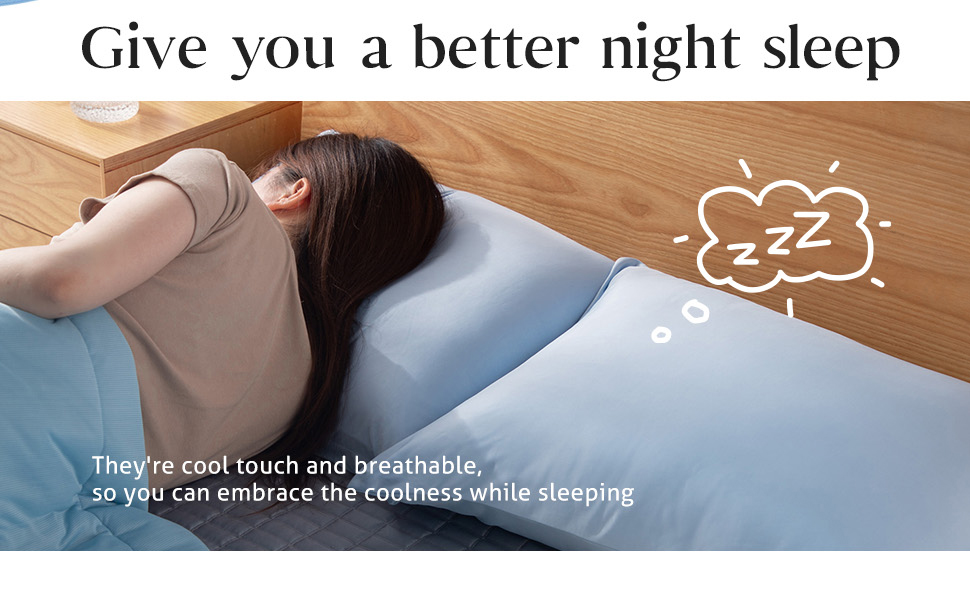 Give you a better night sleep
z z Z
They're cool touch and breathable,
so you can embrace the coolness while sleeping